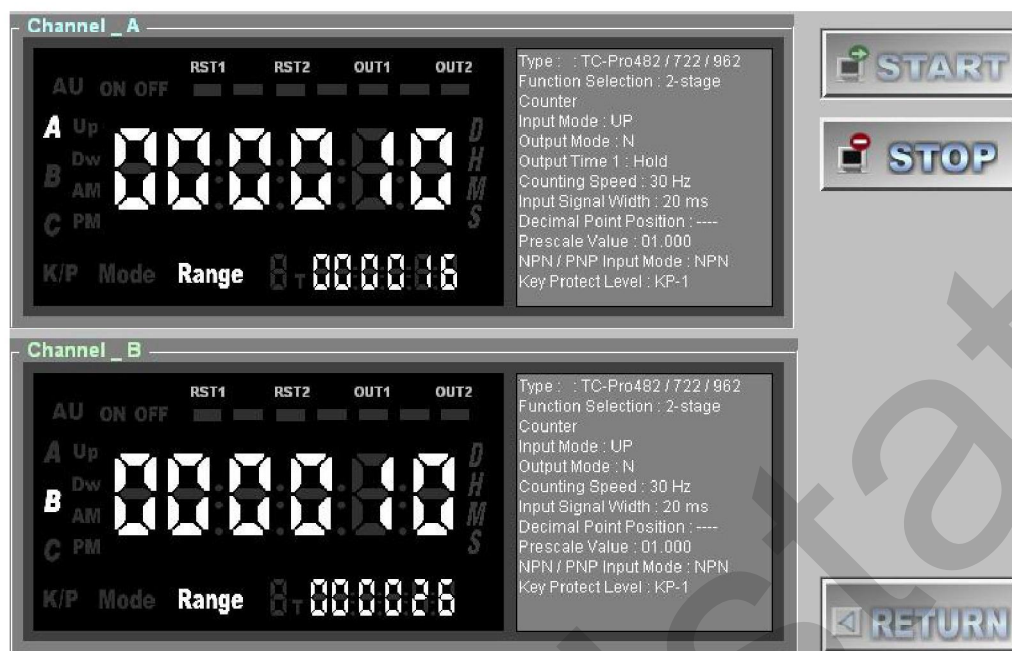 Channel _ A
RST1 RST2 OUT1 OUT2
AU ON OFF
A Up
Dw
B AM
C PM
000010
D
H
M
S
K/P Mode Range T 000016
Type : : TC-Pro482 / 722 / 962
Function Selection : 2-stage
Counter
Input Mode : UP
Output Mode : N
Output Time 1 : Hold
Counting Speed : 30 Hz
Input Signal Width : 20 ms
Decimal Point Position : ----
Prescale Value : 01.000
NPN / PNP Input Mode : NPN
Key Protect Level : KP-1
START
STOP
Channel _ B
RST1 RST2 OUT1 OUT2
AU ON OFF
A Up
Dw
B AM
C PM
000010
D
H
M
S
K/P Mode Range T 000026
Type : : TC-Pro482 / 722 / 962
Function Selection : 2-stage
Counter
Input Mode : UP
Output Mode : N
Counting Speed : 30 Hz
Input Signal Width : 20 ms
Decimal Point Position : ----
Prescale Value : 01.000
NPN / PNP Input Mode : NPN
Key Protect Level : KP-1
RETURN